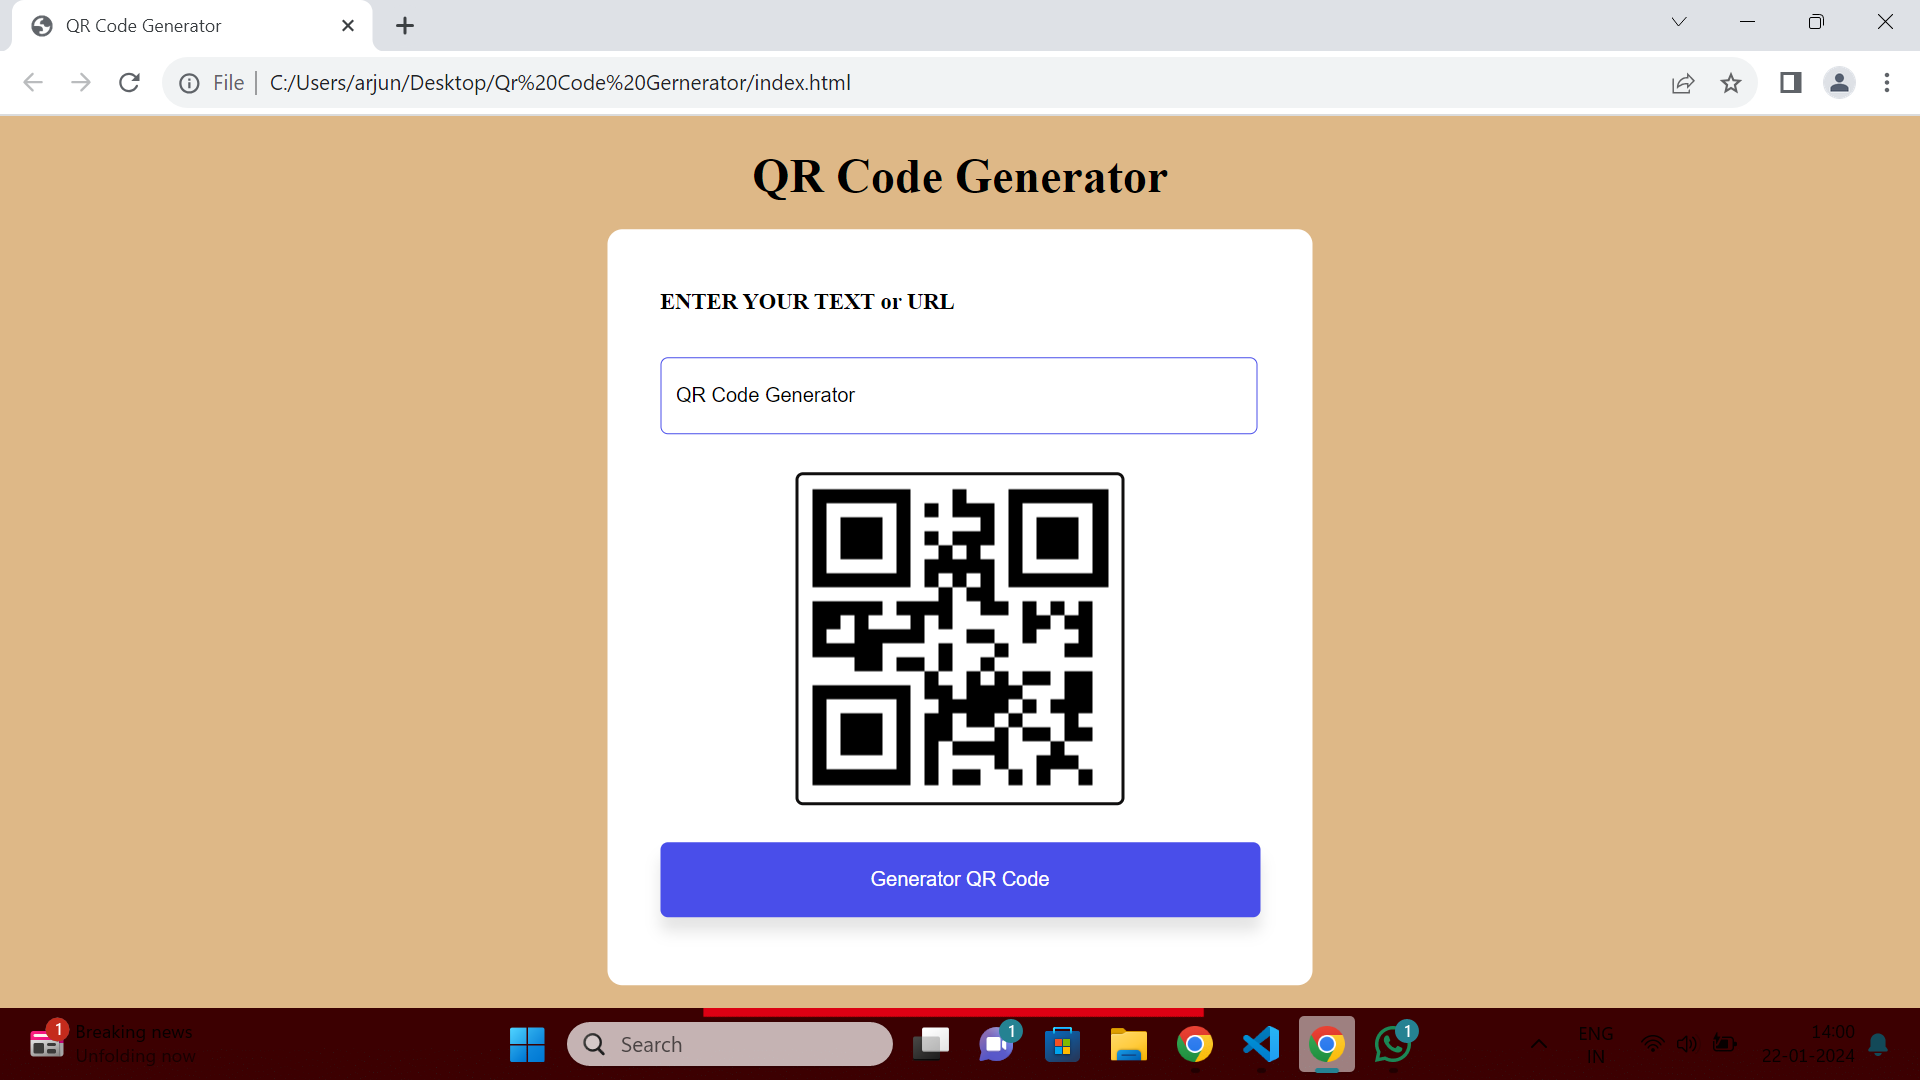 QR Code Generator
File
C:/Users/arjun/Desktop/Qr%20Code%20Gernerator/index.html
QR Code Generator
ENTER YOUR TEXT or URL
QR Code Generator
Generator QR Code
1
Breaking news
Unfolding now
Search
1
1
ENG
IN
14:00
22-01-2024